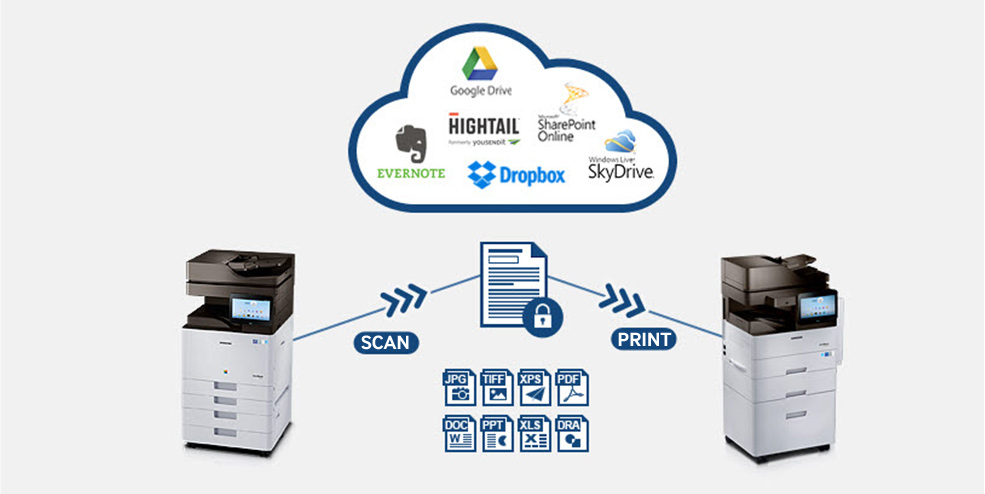 Google Drive
HIGHTAIL
formerly YOUSENDIT
Microsoft
SharePoint
Online
EVERNOTE
Dropbox
Windows Live
SkyDrive
SCAN
PRINT
SAMSUNG
JPG
TIFF
XPS
PDF
DOC
PPT
XLS
DRA